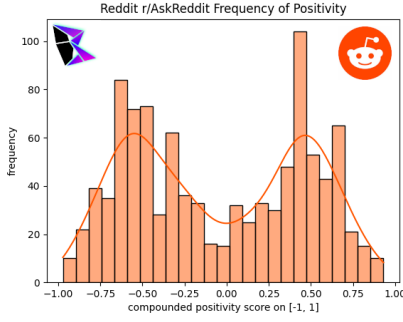 Reddit r/AskReddit Frequency of Positivity
frequency
100
80
60
40
20
0
-1.00 -0.75 -0.50 -0.25 0.00 0.25 0.50 0.75 1.00
compounded positivity score on [-1, 1]